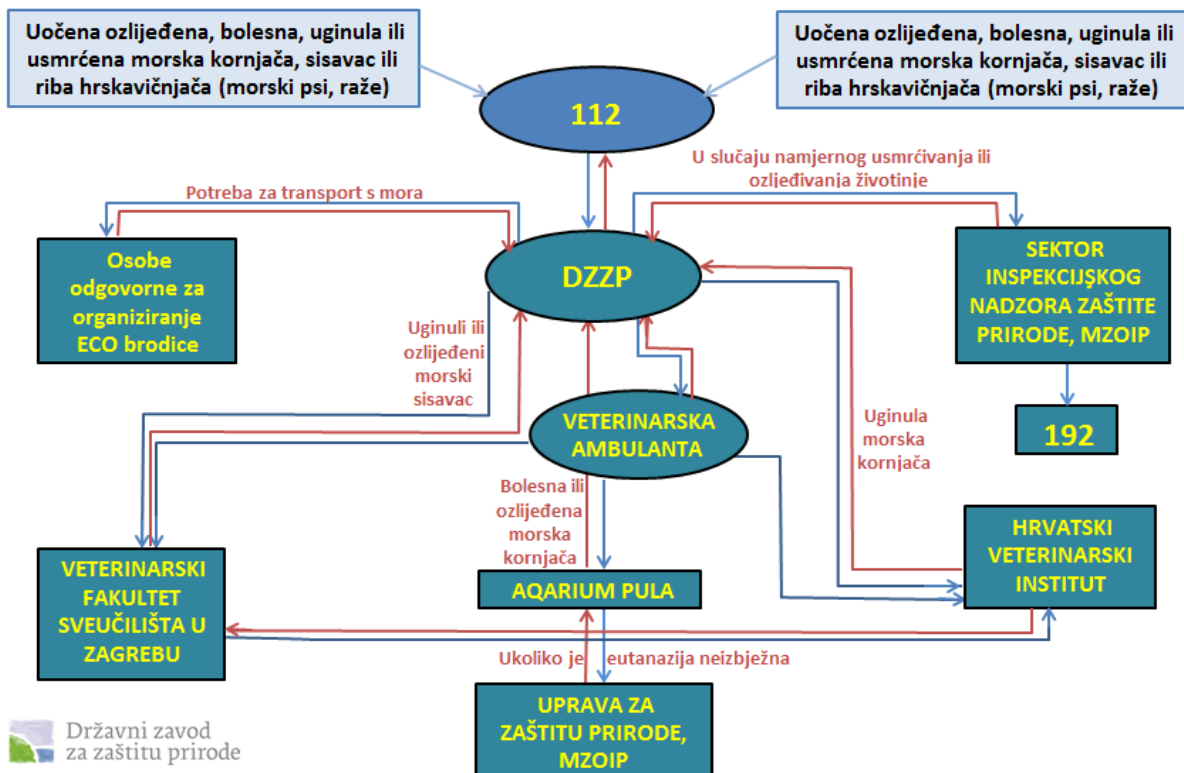 Uočena ozlijeđena, bolesna, uginula ili
usmrćena morska kornjača, sisavac ili
riba hrskavičnjača (morski psi, raže)
Uočena ozlijeđena, bolesna, uginula ili
usmrćena morska kornjača, sisavac ili
riba hrskavičnjača (morski psi, raže)
112
U slučaju namjernog usmrćivanja ili
ozljeđivanja životinje
Potreba za transport s mora
Osobe
odgovorne za
organiziranje
ECO brodice
DZZP
SEKTOR
INSPEKCIJSKOG
NADZORA ZAŠTITE
PRIRODE, MZOIP
Uginuli ili
ozlijeđeni
morski
sisavac
192
VETERINARSKA
AMBULANTA
Uginula
morska
kornjača
Bolesna ili
ozlijeđena
morska
kornjača
VETERINARSKI
FAKULTET
SVEUČILIŠTA U
ZAGREBU
AQARIUM PULA
HRVATSKI
VETERINARSKI
INSTITUT
Ukoliko je eutanazija neizbježna
UPRAVA ZA
ZAŠTITU PRIRODE,
MZOIP
Državni zavod
za zaštitu prirode